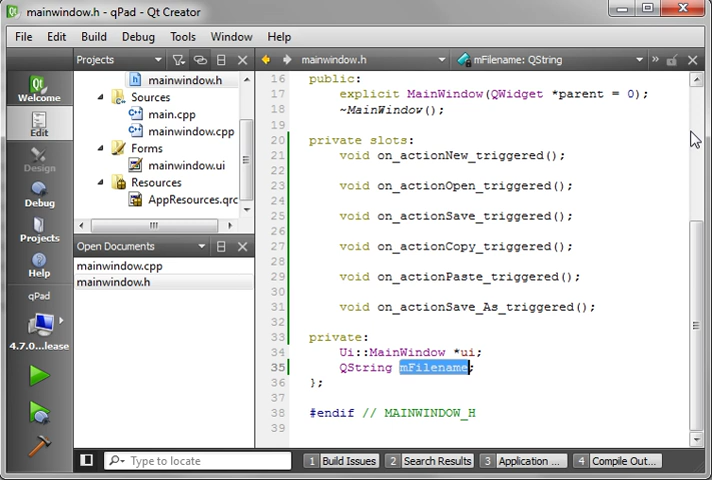 mainwindow.h - qPad - Qt Creator
File Edit Build Debug Tools Window Help
Projects
mainwindow.h
mFilename: QString
Welcome
Edit
Design
Debug
Projects
Help
qPad
4.7.0...lease
mainwindow.h
Sources
main.cpp
mainwindow.cpp
Forms
mainwindow.ui
Resources
AppResources.qrc
Open Documents
mainwindow.cpp
mainwindow.h
16 public:
17 explicit MainWindow(QWidget *parent = 0);
18 ~MainWindow();
19
20 private slots:
21 void on_actionNew_triggered();
22
23 void on_actionOpen_triggered();
24
25 void on_actionSave_triggered();
26
27 void on_actionCopy_triggered();
28
29 void on_actionPaste_triggered();
30
31 void on_actionSave_As_triggered();
32
33 private:
34 Ui::MainWindow *ui;
35 QString mFilename;
36 };
37
38 #endif // MAINWINDOW_H
39
Type to locate
1 Build Issues
2 Search Results
3 Application ...
4 Compile Out...